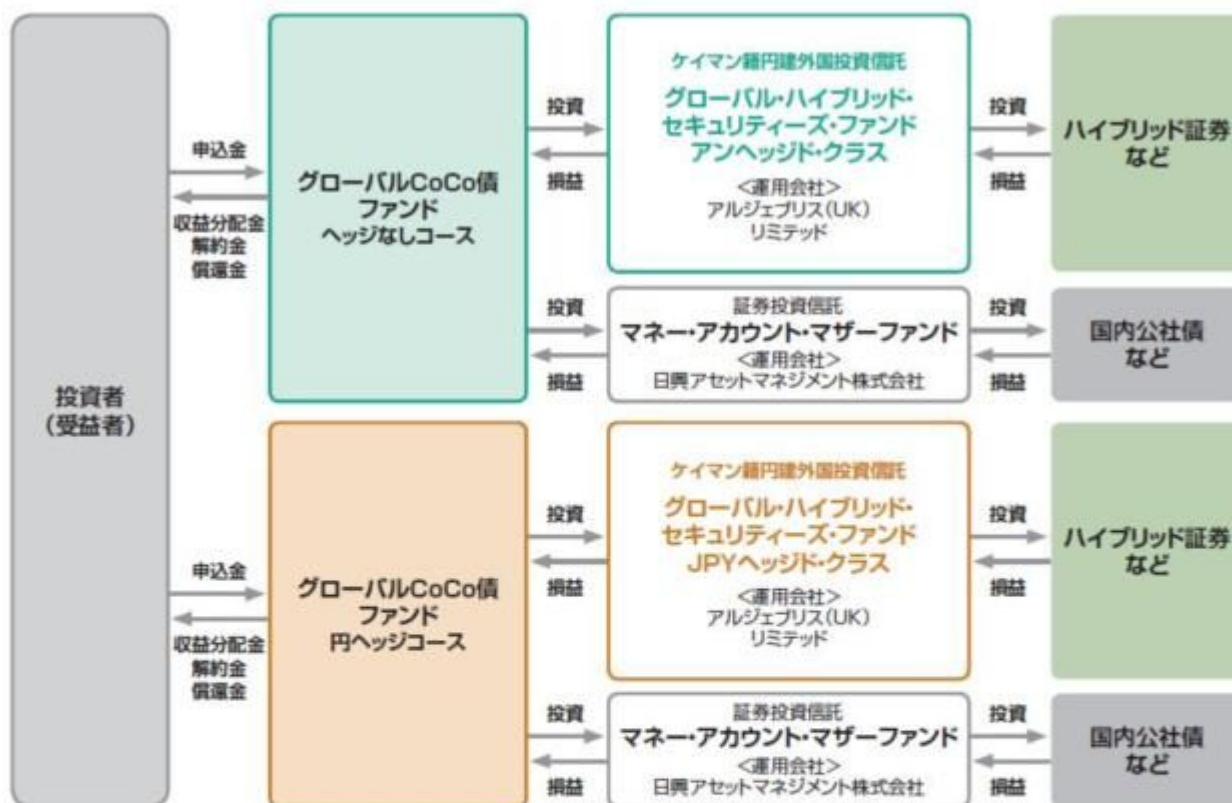 投資者
（受益者）
申込金
収益分配金
解約金
償還金
グローバルCoCo債
ファンド
ヘッジなしコース
投資
損益
ケイマン籍円建外国投資信託
グローバル・ハイブリッド・
セキュリティーズ・ファンド
アンヘッジド・クラス
＜運用会社＞
アルジェブリス（UK）
リミテッド
投資
損益
ハイブリッド証券
など
投資
損益
証券投資信託
マネー・アカウント・マザーファンド
＜運用会社＞
日興アセットマネジメント株式会社
投資
損益
国内公社債
など
申込金
収益分配金
解約金
償還金
グローバルCoCo債
ファンド
円ヘッジコース
投資
損益
ケイマン籍円建外国投資信託
グローバル・ハイブリッド・
セキュリティーズ・ファンド
JPYヘッジド・クラス
＜運用会社＞
アルジェブリス（UK）
リミテッド
投資
損益
ハイブリッド証券
など
投資
損益
証券投資信託
マネー・アカウント・マザーファンド
＜運用会社＞
日興アセットマネジメント株式会社
投資
損益
国内公社債
など